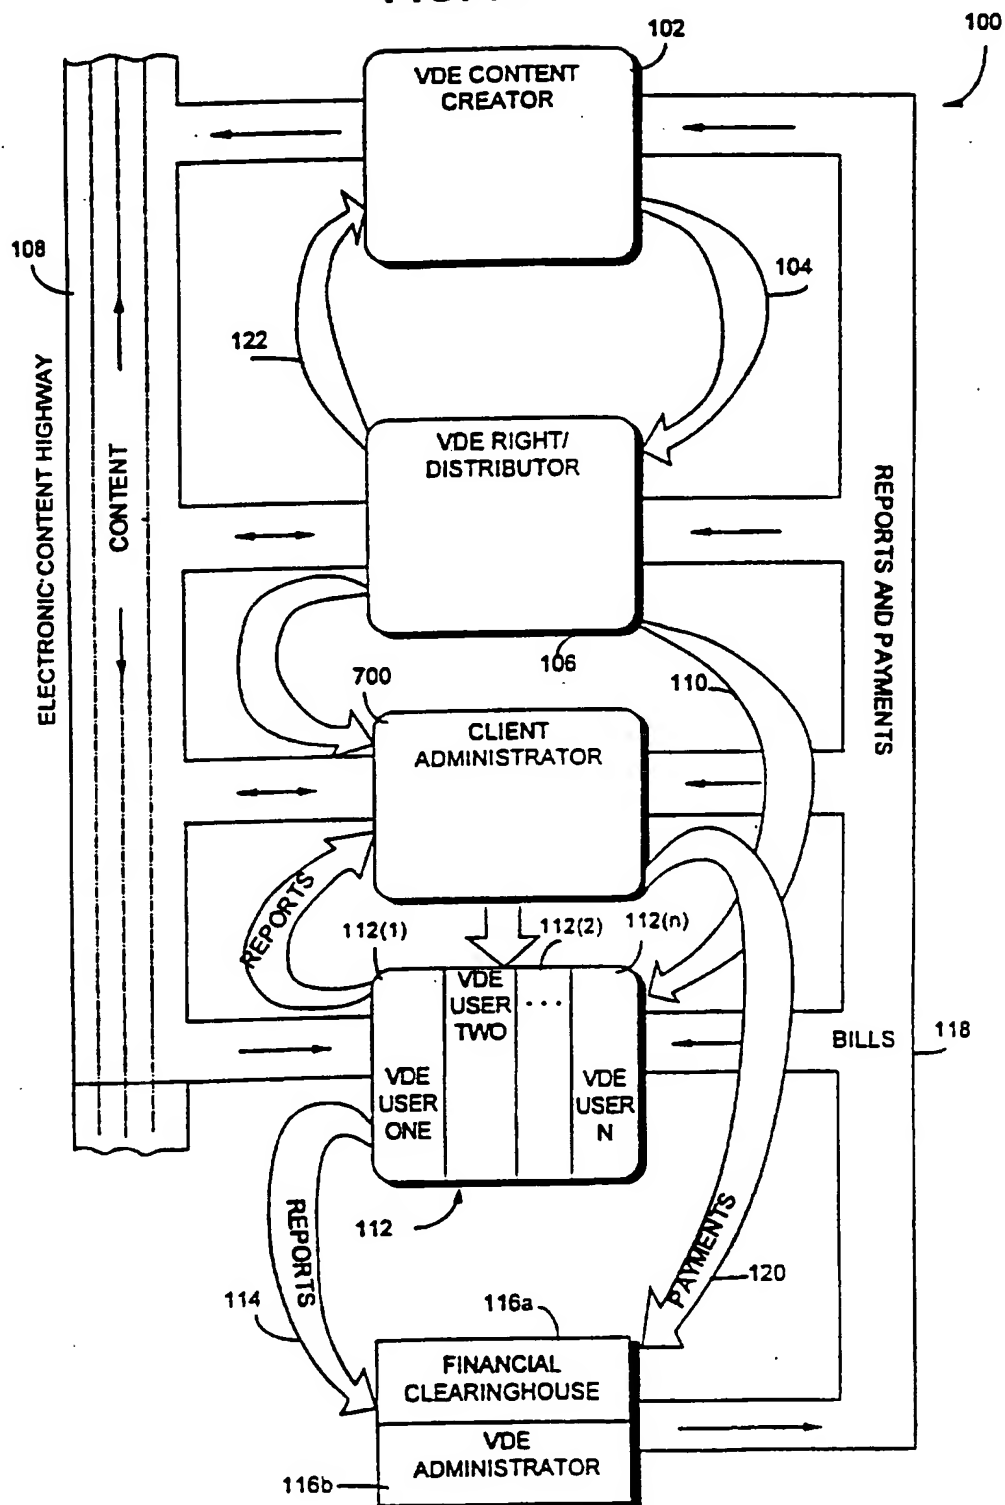 100
102
VDE CONTENT
CREATOR
108
104
122
ELECTRONIC CONTENT HIGHWAY
CONTENT
VDE RIGHT/
DISTRIBUTOR
REPORTS AND PAYMENTS
106
700
110
CLIENT
ADMINISTRATOR
REPORTS
112(1)
112(2)
112(n)
VDE
USER
TWO
...
BILLS
118
VDE
USER
ONE
VDE
USER
N
112
REPORTS
PAYMENTS
114
120
116a
FINANCIAL
CLEARINGHOUSE
VDE
ADMINISTRATOR
116b